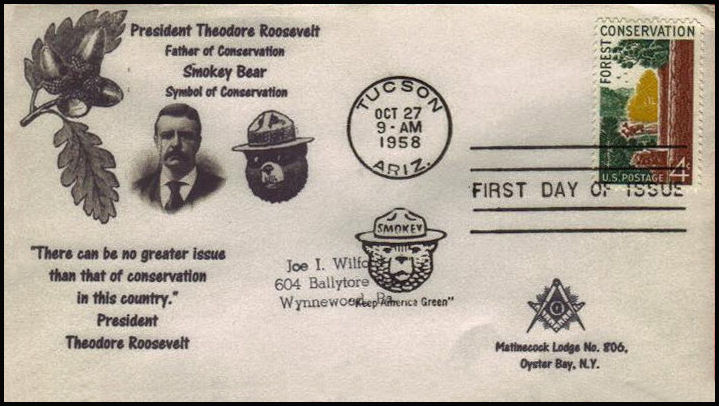 President Theodore Roosevelt
Father of Conservation
Smokey Bear
Symbol of Conservation
TUCSON
OCT 27
9-AM
1958
ARIZ.
FOREST CONSERVATION
U.S. POSTAGE 4¢
FIRST DAY OF ISSUE
"There can be no greater issue
than that of conservation
in this country."
President
Theodore Roosevelt
SMOKEY
Joe I.
604 Ballytore
Wynnewood, Pa.
"Keep America Green"
G
Matinecock Lodge No. 806,
Oyster Bay, N.Y.